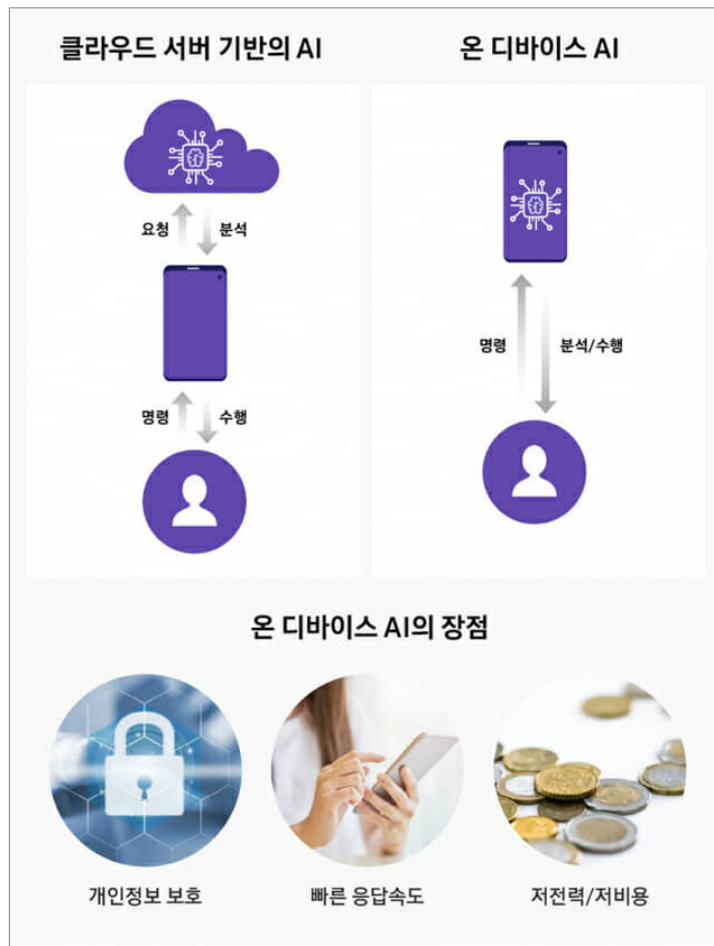 클라우드 서버 기반의 AI
온 디바이스 AI
요청
분석
명령
수행
명령
분석/수행
온 디바이스 AI의 장점
개인정보 보호
빠른 응답속도
저전력/저비용